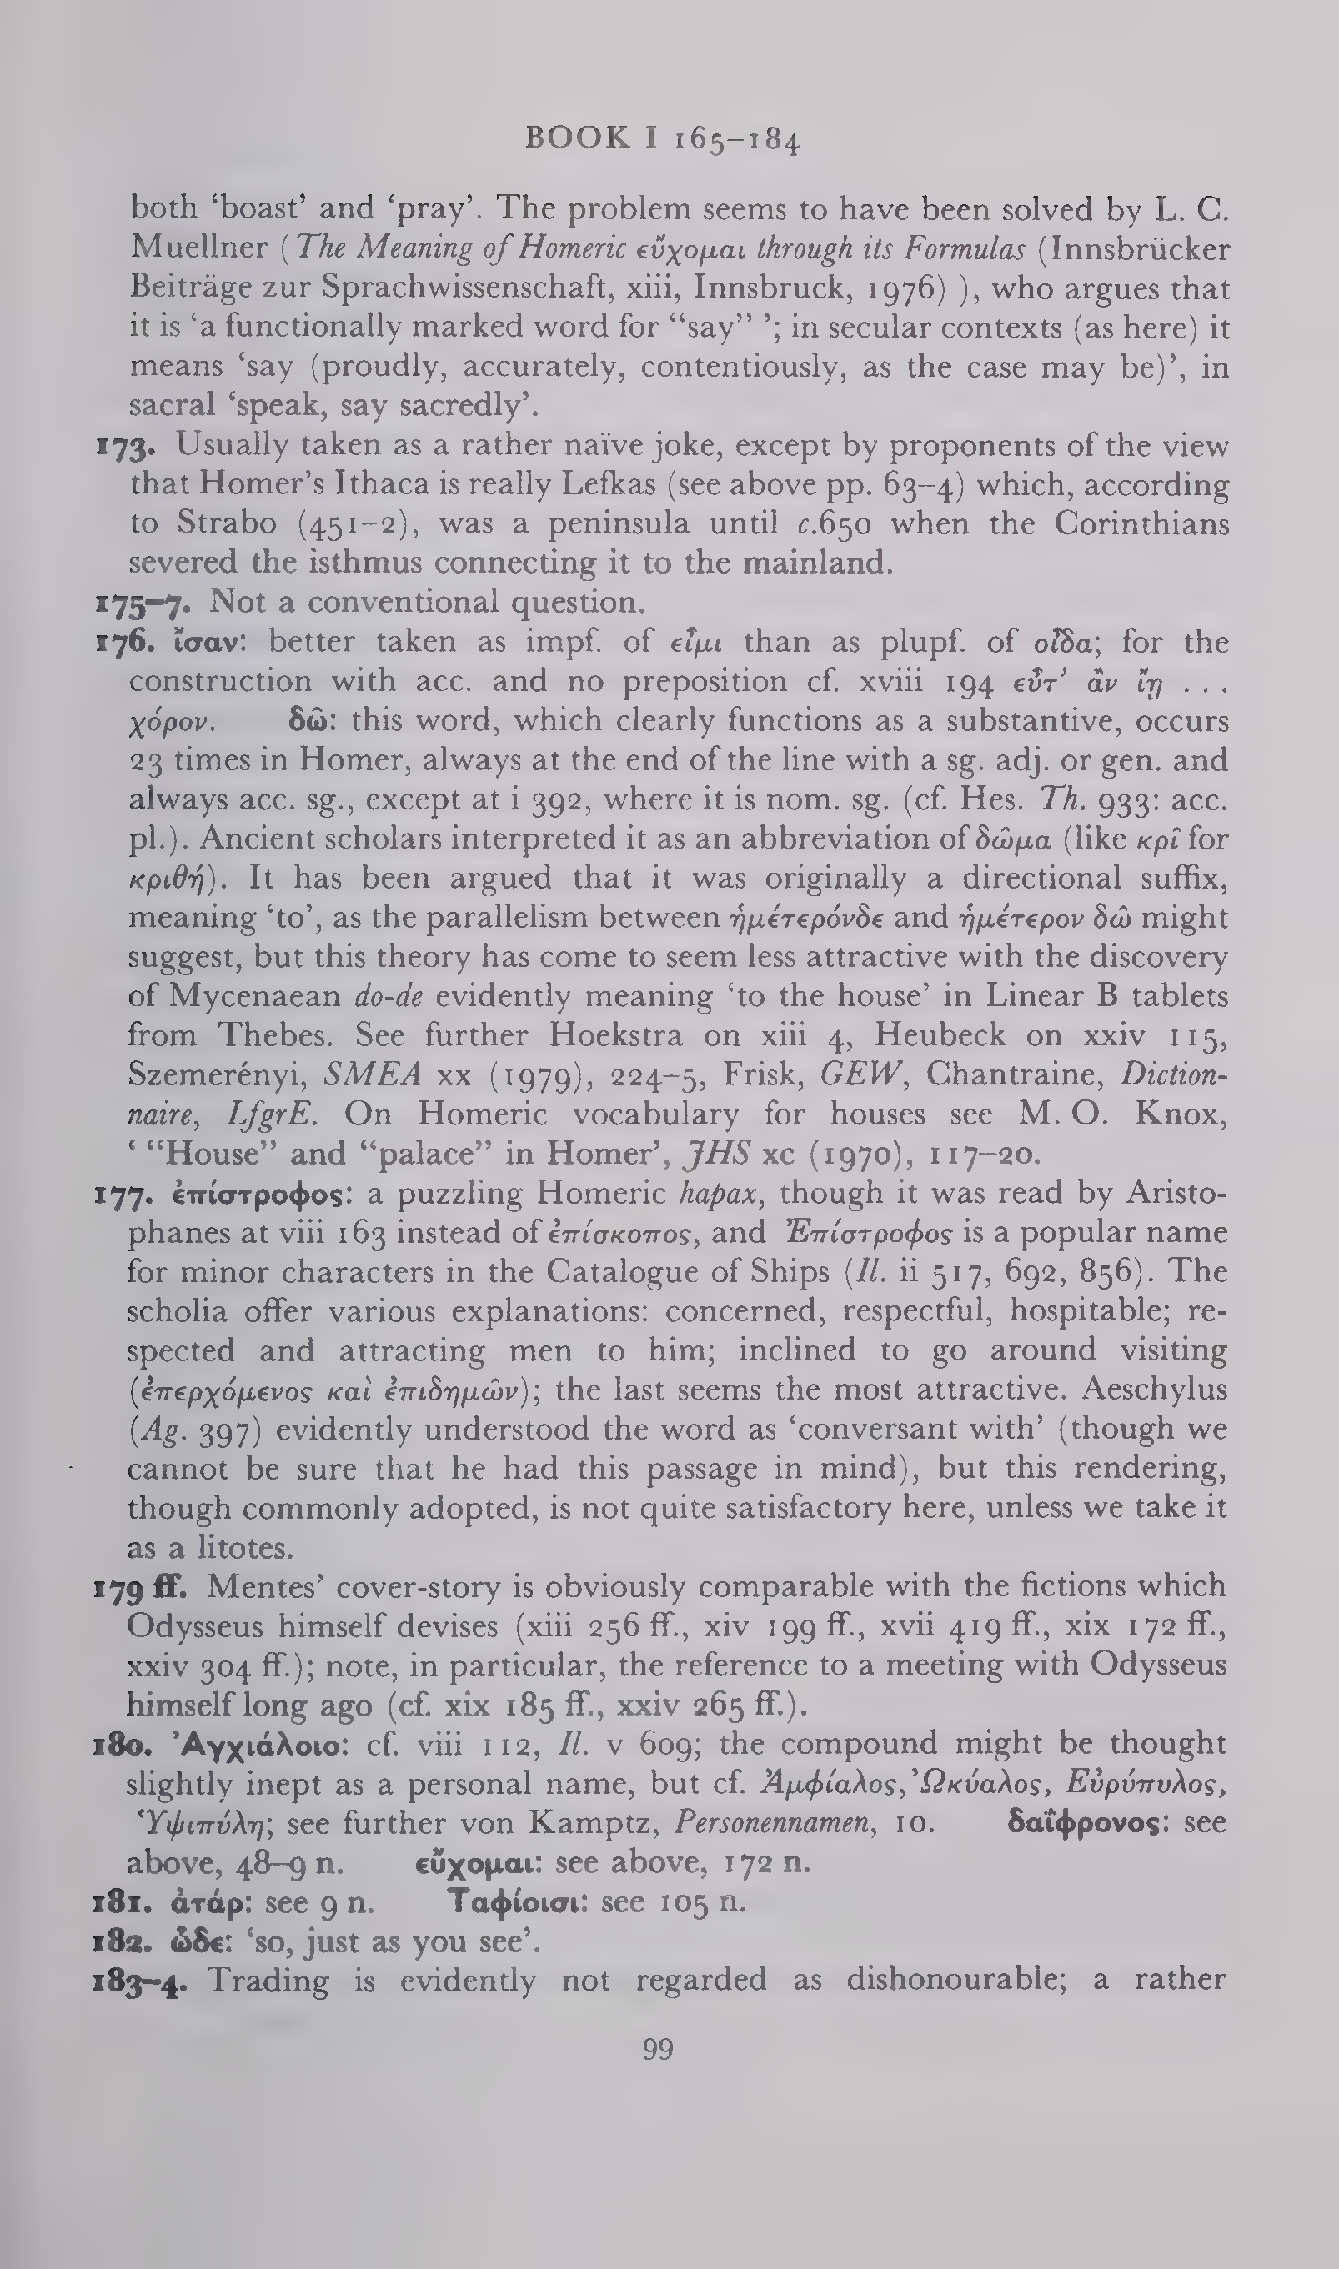 BOOK I 165–184
both ‘boast’ and ‘pray’. The problem seems to have been solved by L. C.
Muellner (The Meaning of Homeric εὔχομαι through its Formulas (Innsbrücker
Beiträge zur Sprachwissenschaft, xiii, Innsbruck, 1976) ), who argues that
it is ‘a functionally marked word for “say” ’; in secular contexts (as here) it
means ‘say (proudly, accurately, contentiously, as the case may be)’, in
sacral ‘speak, say sacredly’.
173. Usually taken as a rather naïve joke, except by proponents of the view
that Homer’s Ithaca is really Lefkas (see above pp. 63–4) which, according
to Strabo (451–2), was a peninsula until c.650 when the Corinthians
severed the isthmus connecting it to the mainland.
175–7. Not a conventional question.
176. ἴσαν: better taken as impf. of εἶμι than as plupf. of οἶδα; for the
construction with acc. and no preposition cf. xviii 194 εὖτ’ ἂν ἴῃ . . .
χόρον. δῶ: this word, which clearly functions as a substantive, occurs
23 times in Homer, always at the end of the line with a sg. adj. or gen. and
always acc. sg., except at i 392, where it is nom. sg. (cf. Hes. Th. 933: acc.
pl.). Ancient scholars interpreted it as an abbreviation of δῶμα (like κρῖ for
κριθή). It has been argued that it was originally a directional suffix,
meaning ‘to’, as the parallelism between ἡμέτερόνδε and ἡμέτερον δῶ might
suggest, but this theory has come to seem less attractive with the discovery
of Mycenaean do-de evidently meaning ‘to the house’ in Linear B tablets
from Thebes. See further Hoekstra on xiii 4, Heubeck on xxiv 115,
Szemerényi, SMEA xx (1979), 224–5, Frisk, GEW, Chantraine, Diction-
naire, LfgrE. On Homeric vocabulary for houses see M. O. Knox,
‘ “House” and “palace” in Homer’, JHS xc (1970), 117–20.
177. ἐπίστροφος: a puzzling Homeric hapax, though it was read by Aristo-
phanes at viii 163 instead of ἐπίσκοπος, and Ἐπίστροφος is a popular name
for minor characters in the Catalogue of Ships (Il. ii 517, 692, 856). The
scholia offer various explanations: concerned, respectful, hospitable; re-
spected and attracting men to him; inclined to go around visiting
(ἐπερχόμενος καὶ ἐπιδημῶν); the last seems the most attractive. Aeschylus
(Ag. 397) evidently understood the word as ‘conversant with’ (though we
cannot be sure that he had this passage in mind), but this rendering,
though commonly adopted, is not quite satisfactory here, unless we take it
as a litotes.
179 ff. Mentes’ cover-story is obviously comparable with the fictions which
Odysseus himself devises (xiii 256 ff., xiv 199 ff., xvii 419 ff., xix 172 ff.,
xxiv 304 ff.); note, in particular, the reference to a meeting with Odysseus
himself long ago (cf. xix 185 ff., xxiv 265 ff.).
180. Ἀγχιάλοιο: cf. viii 112, Il. v 609; the compound might be thought
slightly inept as a personal name, but cf. Ἀμφίαλος, Ὠκύαλος, Εὐρύπυλος,
Ὑψιπύλη; see further von Kamptz, Personennamen, 10. δαΐφρονος: see
above, 48–9 n. εὔχομαι: see above, 172 n.
181. ἀτάρ: see 9 n. Ταφίοισι: see 105 n.
182. ὧδε: ‘so, just as you see’.
183–4. Trading is evidently not regarded as dishonourable; a rather
99